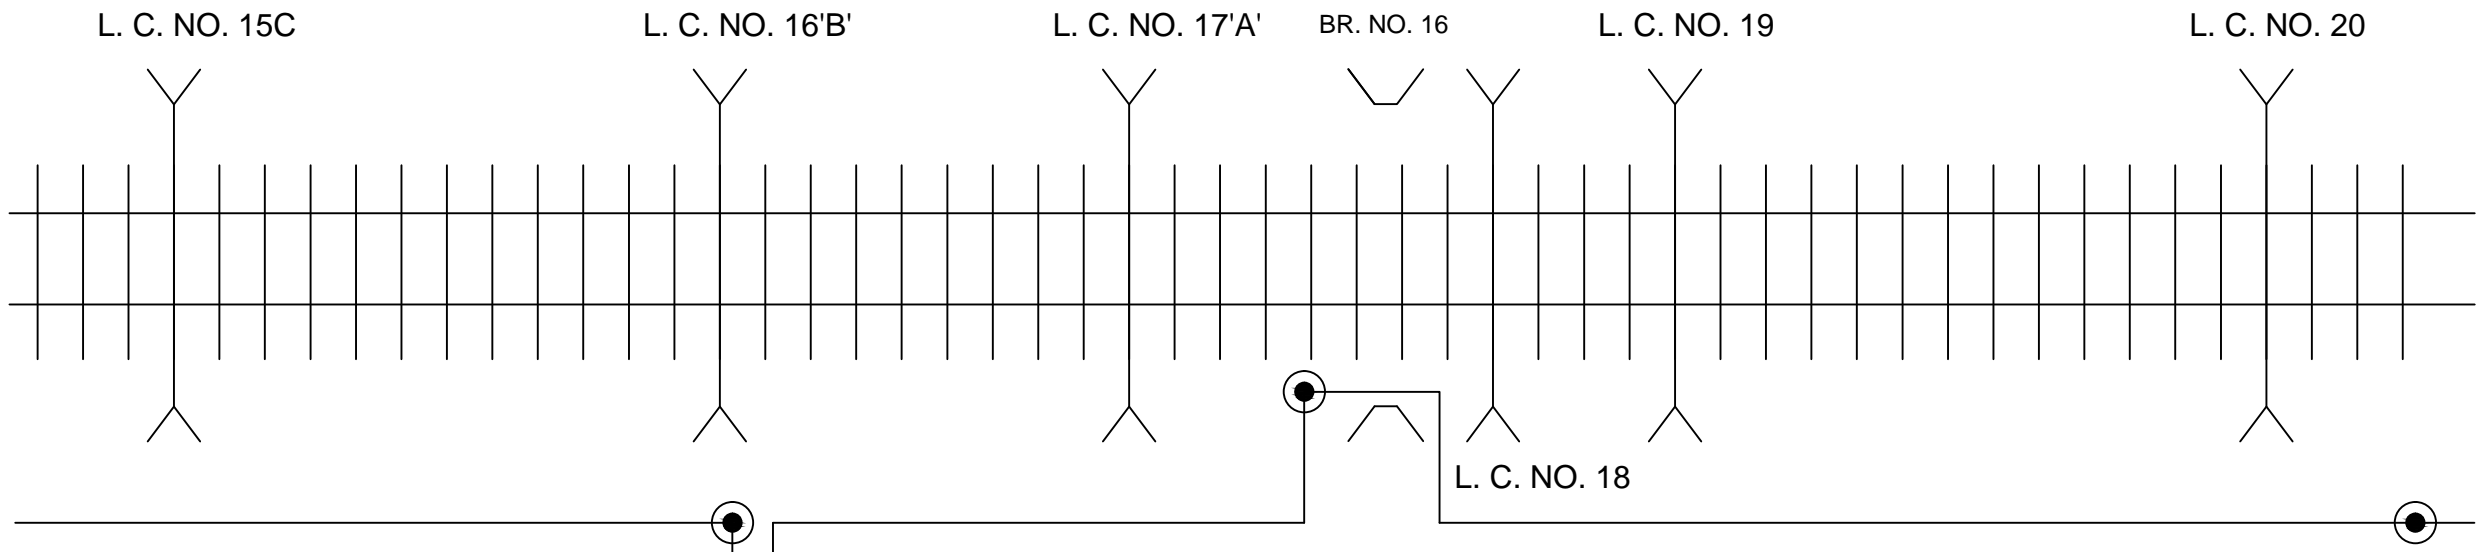 L. C. NO. 15C
L. C. NO. 16'B'
L. C. NO. 17'A'
BR. NO. 16
L. C. NO. 19
L. C. NO. 20
L. C. NO. 18